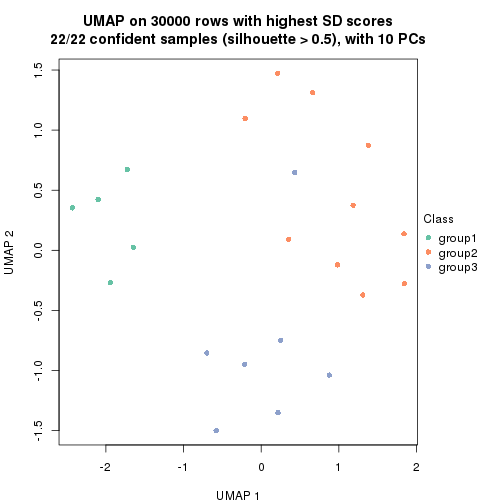 UMAP on 30000 rows with highest SD scores
22/22 confident samples (silhouette > 0.5), with 10 PCs
1.5
1.0
0.5
0.0
-0.5
-1.0
-1.5
UMAP 2
-2
-1
0
1
2
UMAP 1
Class
group1
group2
group3